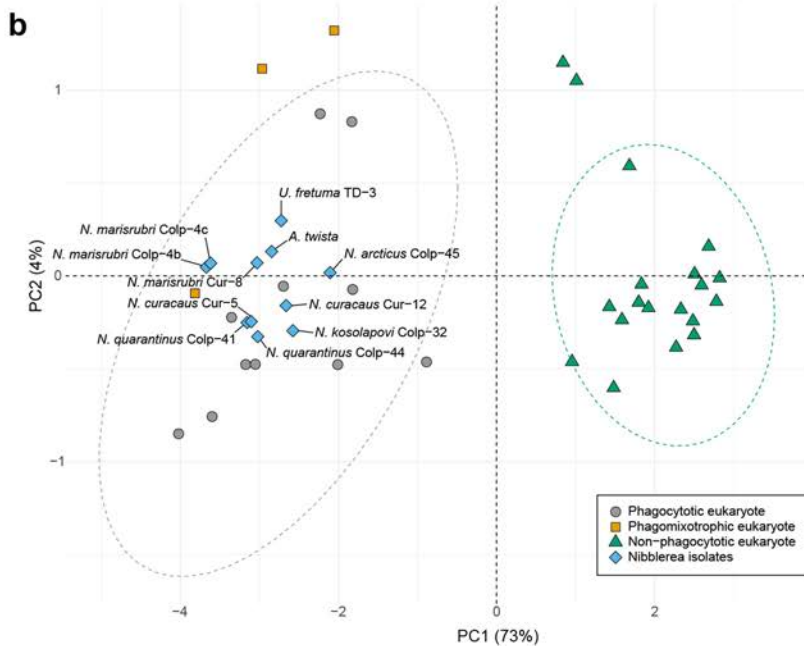 b
1
0
−1
PC2 (4%)
U. fretuma TD−3
N. marisrubri Colp−4c
A. twista
N. marisrubri Colp−4b
N. arcticus Colp−45
N. marisrubri Cur−8
N. curacaus Cur−5
N. curacaus Cur−12
N. quarantinus Colp−41
N. kosolapovi Colp−32
N. quarantinus Colp−44
Phagocytotic eukaryote
Phagomixotrophic eukaryote
Non−phagocytotic eukaryote
Nibblerea isolates
−4
−2
0
2
PC1 (73%)